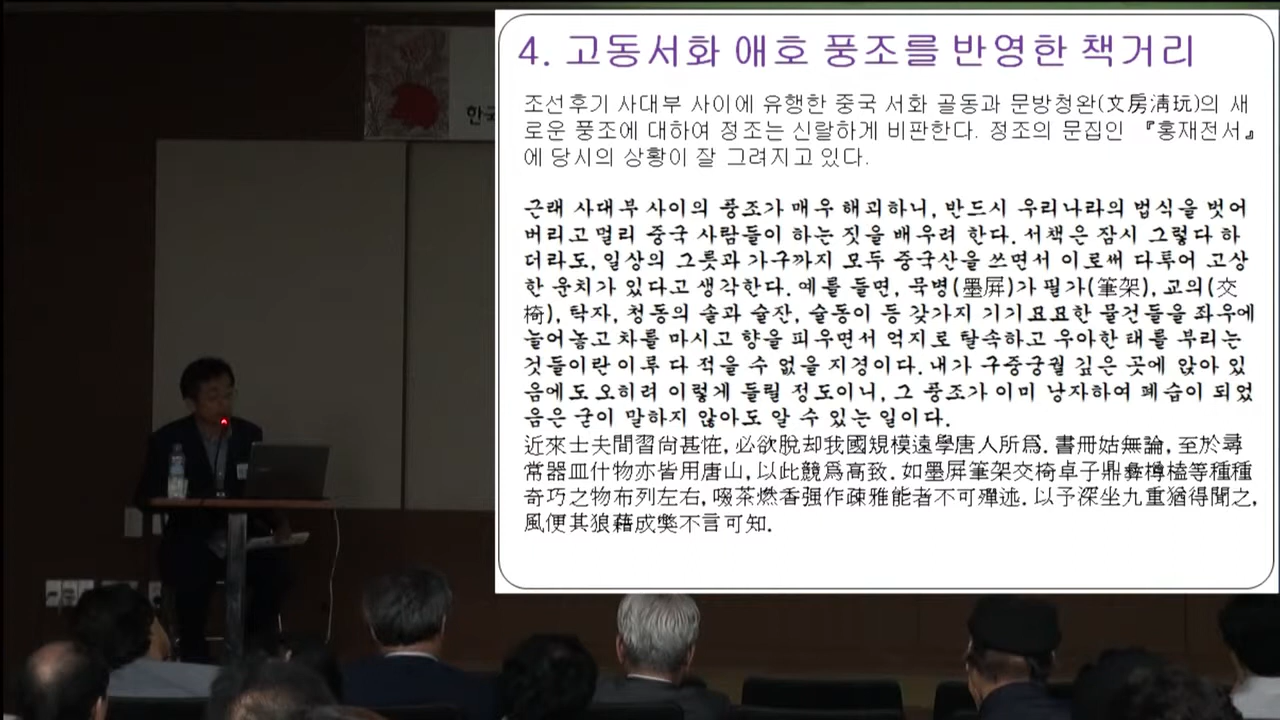 한국
4. 고동서화 애호 풍조를 반영한 책거리
조선후기 사대부 사이에 유행한 중국 서화 골동과 문방청완(文房淸玩)의 새
로운 풍조에 대하여 정조는 신랄하게 비판한다. 정조의 문집인 『홍재전서』
에 당시의 상황이 잘 그려지고 있다.
근래 사대부 사이의 풍조가 매우 해괴하니, 반드시 우리나라의 법식을 벗어
버리고 멀리 중국 사람들이 하는 짓을 배우려 한다. 서책은 잠시 그렇다 하
더라도, 일상의 그릇과 가구까지 모두 중국산을 쓰면서 이로써 다투어 고상
한 운치가 있다고 생각한다. 예를 들면, 묵병(墨屛)가 필가(筆架), 교의(交
椅), 탁자, 청동의 솥과 술잔, 술동이 등 갖가지 기기묘묘한 물건들을 좌우에
늘어놓고 차를 마시고 향을 피우면서 억지로 탈속하고 우아한 태를 부리는
것들이란 이루 다 적을 수 없을 지경이다. 내가 구중궁궐 깊은 곳에 앉아 있
음에도 오히려 이렇게 들릴 정도이니, 그 풍조가 이미 낭자하여 폐습이 되었
음은 굳이 말하지 않아도 알 수 있는 일이다.
近來士夫間習尙甚恠, 必欲脫却我國規模遠學唐人所爲. 書冊姑無論, 至於尋
常器皿什物亦皆用唐山, 以此競爲高致. 如墨屛筆架交椅卓子鼎彝樽榼等種種
奇巧之物布列左右, 啜茶燃香强作疎雅能者不可殫迹. 以予深坐九重猶得聞之,
風便其狼藉成獘不言可知.